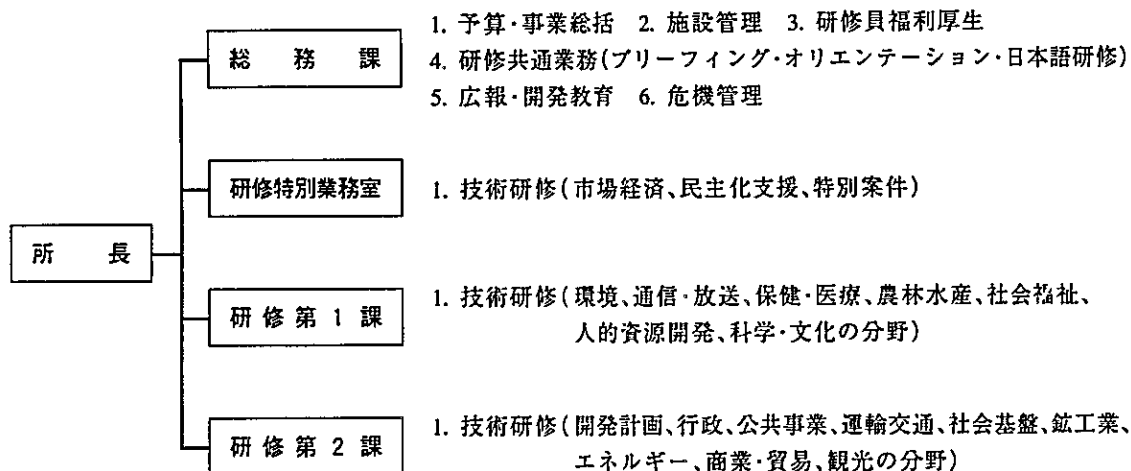 総務課
1. 予算・事業総括 2. 施設管理 3. 研修員福利厚生
4. 研修共通業務(ブリーフィング・オリエンテーション・日本語研修)
5. 広報・開発教育 6. 危機管理
研修特別業務室
1. 技術研修(市場経済、民主化支援、特別案件)
所長
研修第1課
1. 技術研修(環境、通信・放送、保健・医療、農林水産、社会福祉、
人的資源開発、科学・文化の分野)
研修第2課
1. 技術研修(開発計画、行政、公共事業、運輸交通、社会基盤、鉱工業、
エネルギー、商業・貿易、観光の分野)